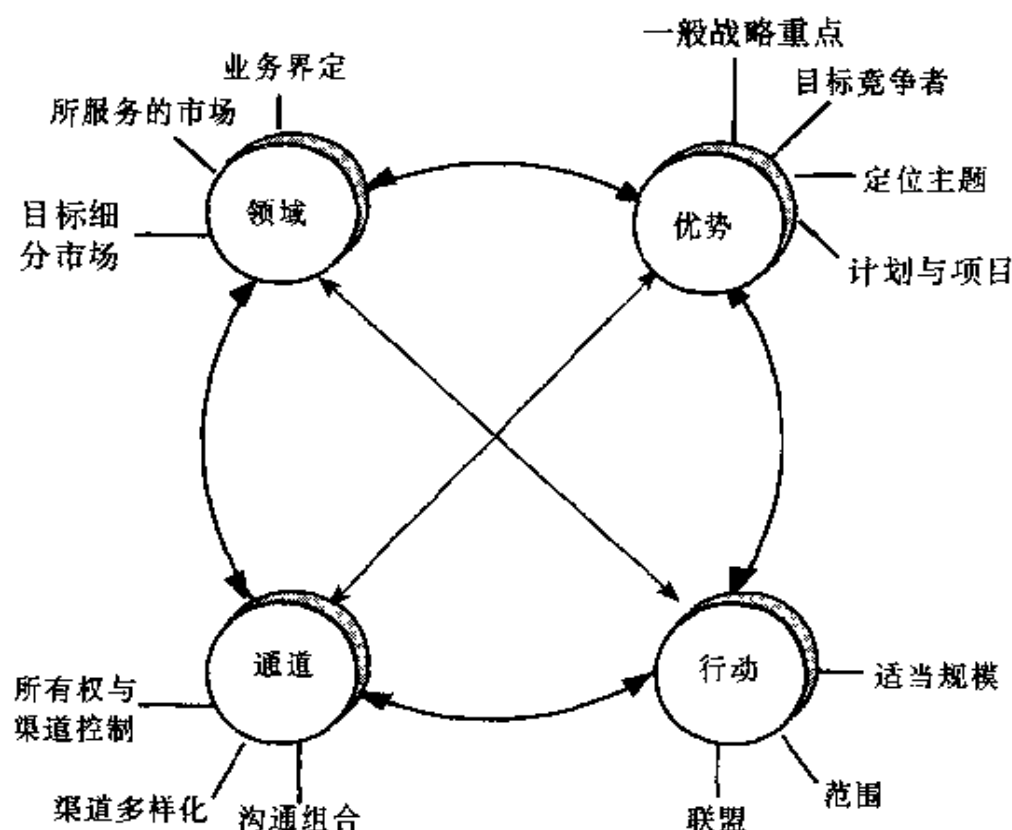 一般战略重点
业务界定
目标竞争者
所服务的市场
定位主题
领域
目标细
分市场
优势
计划与项目
通道
行动
适当规模
所有权与
渠道控制
范围
渠道多样化
沟通组合
联盟